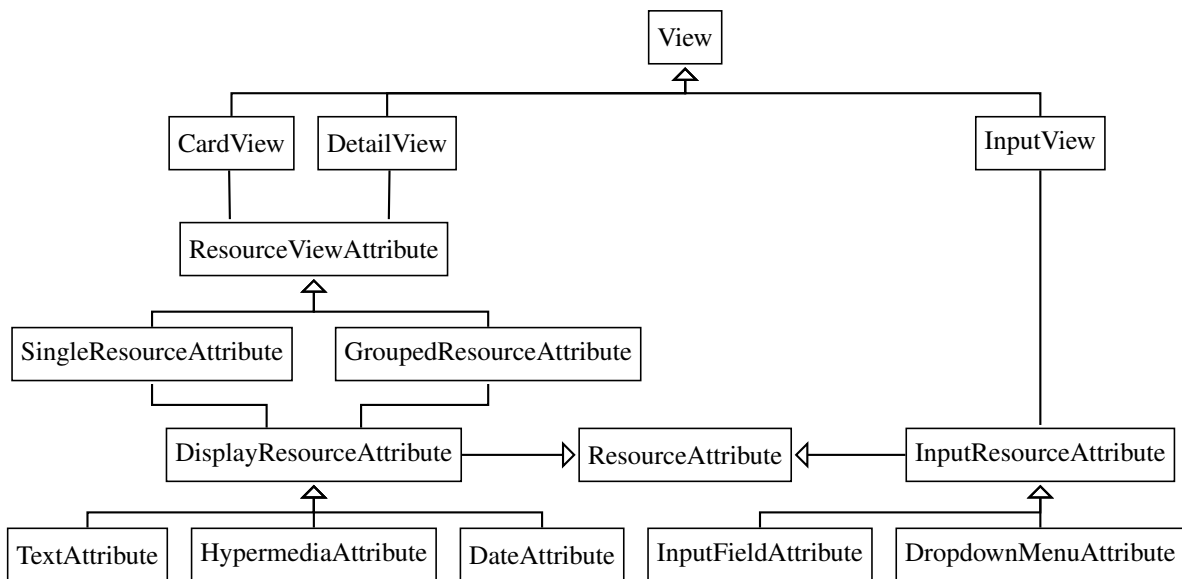 View
CardView
DetailView
InputView
ResourceViewAttribute
SingleResourceAttribute
GroupedResourceAttribute
DisplayResourceAttribute
ResourceAttribute
InputResourceAttribute
TextAttribute
HypermediaAttribute
DateAttribute
InputFieldAttribute
DropdownMenuAttribute